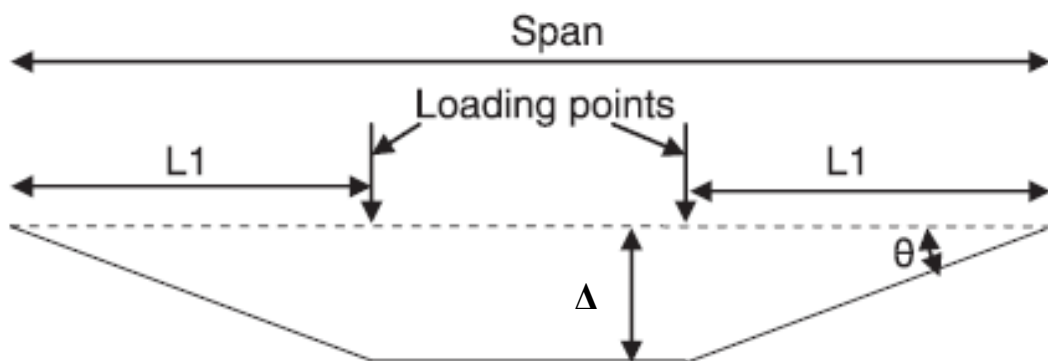 Span
Loading points
L1
L1
θ
Δ